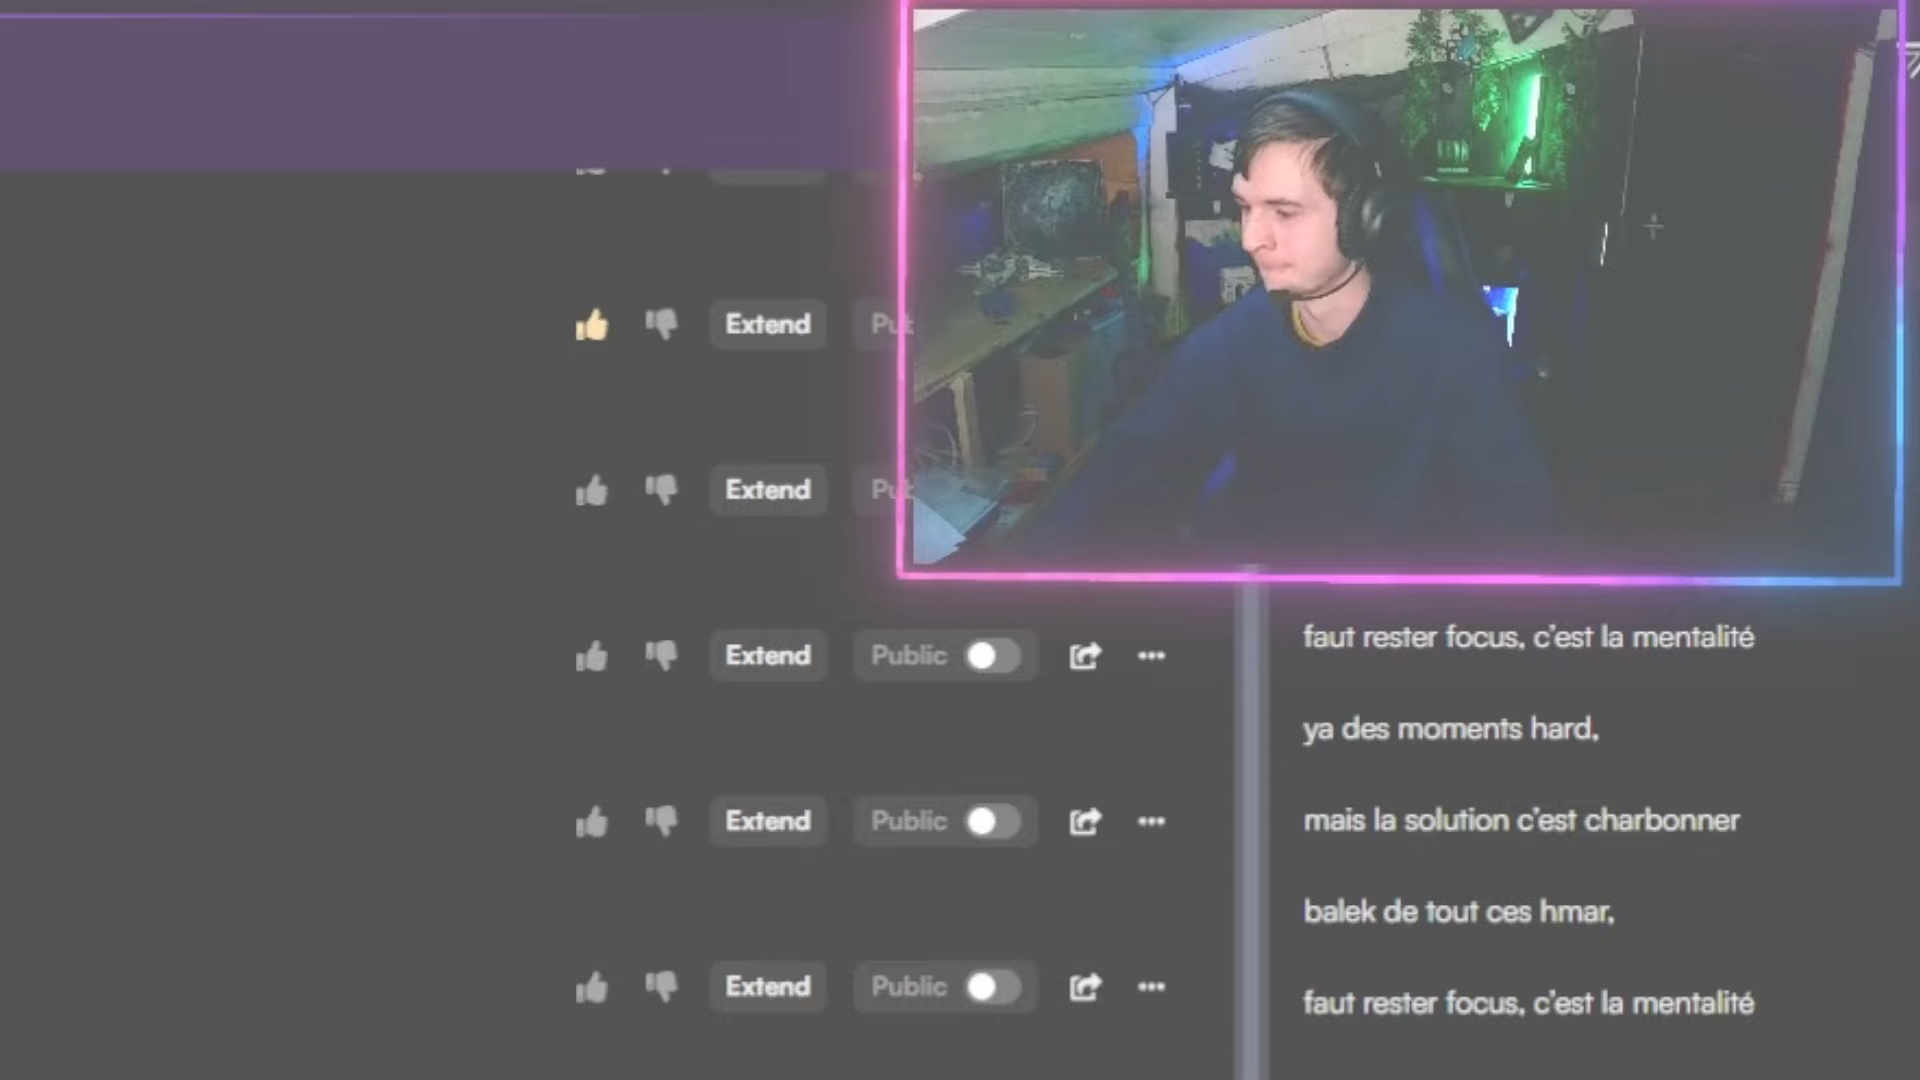 Extend
Extend
Extend Public
Extend Public
Extend Public
faut rester focus, c'est la mentalité
ya des moments hard,
mais la solution c'est charbonner
balek de tout ces hmar,
faut rester focus, c'est la mentalité